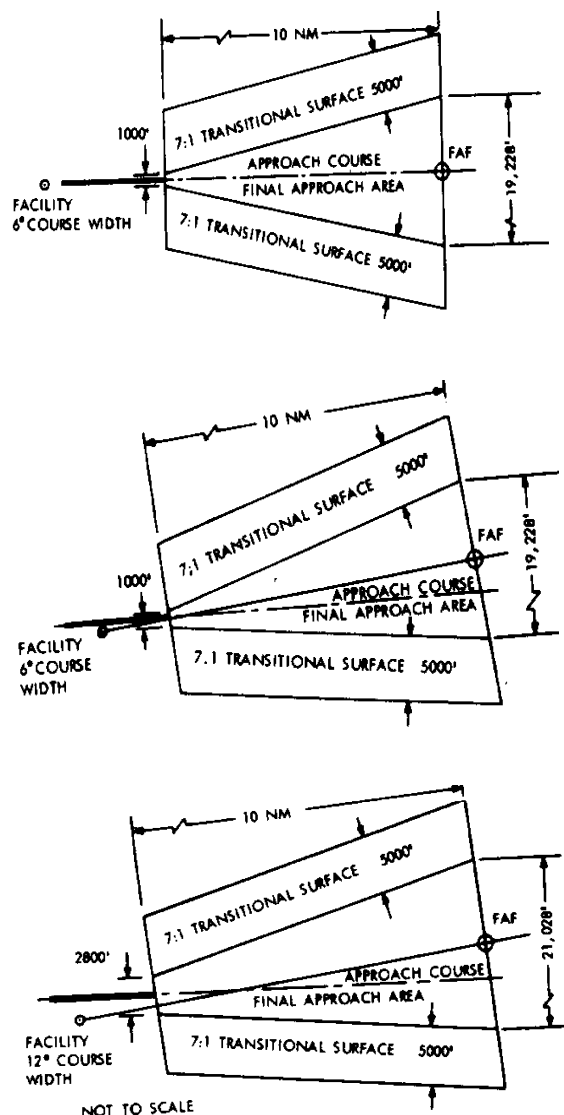 10 NM
7:1 TRANSITIONAL SURFACE 5000'
1000'
APPROACH COURSE
FAF
FINAL APPROACH AREA
19,228'
FACILITY
6° COURSE WIDTH
7:1 TRANSITIONAL SURFACE 5000'
10 NM
7;1 TRANSITIONAL SURFACE 5000'
FAF
19,228'
1000'
APPROACH COURSE
FINAL APPROACH AREA
FACILITY
6° COURSE
WIDTH
7.1 TRANSITIONAL SURFACE 5000'
10 NM
7:1 TRANSITIONAL SURFACE 5000'
FAF
2800'
21,028'
APPROACH COURSE
FINAL APPROACH AREA
FACILITY
12° COURSE
WIDTH
7:1 TRANSITIONAL SURFACE 5000'
NOT TO SCALE